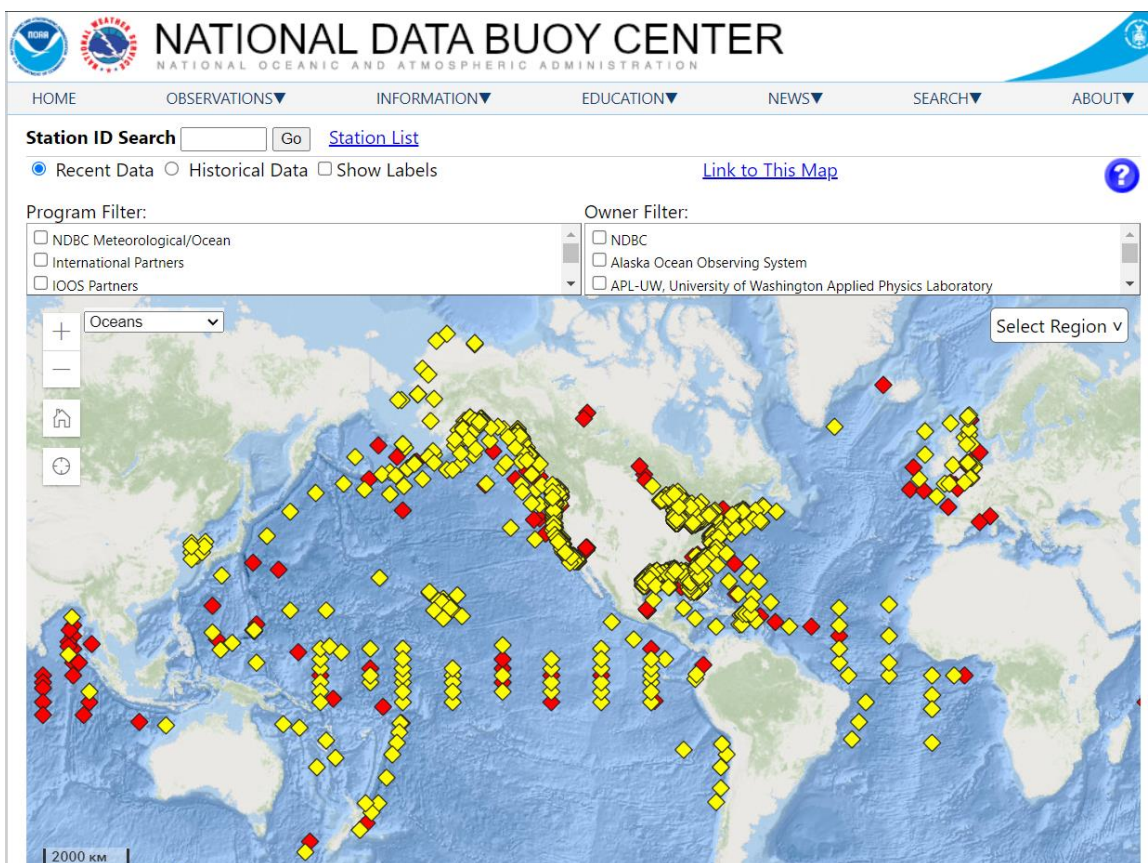 NOAA
NATIONAL DATA BUOY CENTER
NATIONAL OCEANIC AND ATMOSPHERIC ADMINISTRATION
HOME OBSERVATIONS▼ INFORMATION▼ EDUCATION▼ NEWS▼ SEARCH▼ ABOUT▼
Station ID Search Go Station List
Recent Data Historical Data Show Labels Link to This Map ?
Program Filter: Owner Filter:
NDBC Meteorological/Ocean NDBC
International Partners Alaska Ocean Observing System
IOOS Partners APL-UW, University of Washington Applied Physics Laboratory
+ Oceans Select Region v
−
2000 км